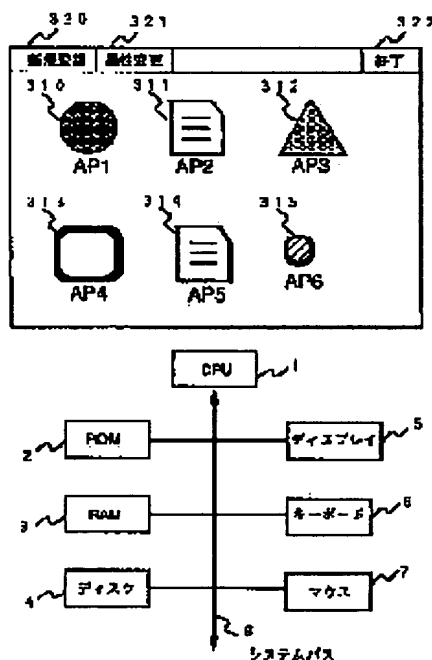 320 321 322
新規登録 属性変更 終了
310 311 312
AP1 AP2 AP3
313 314 315
AP4 AP5 AP6
CPU 1
2 ROM ディスプレイ 5
3 RAM キーボード 6
4 ディスク マウス 7
8
システムバス